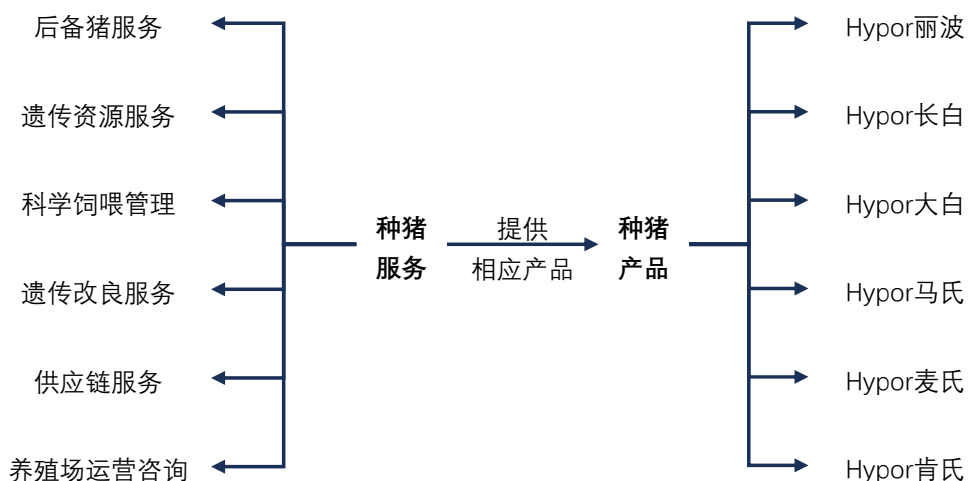 后备猪服务
遗传资源服务
科学饲喂管理
遗传改良服务
供应链服务
养殖场运营咨询
种猪
服务
提供
相应产品
种猪
产品
Hypor丽波
Hypor长白
Hypor大白
Hypor马氏
Hypor麦氏
Hypor肯氏